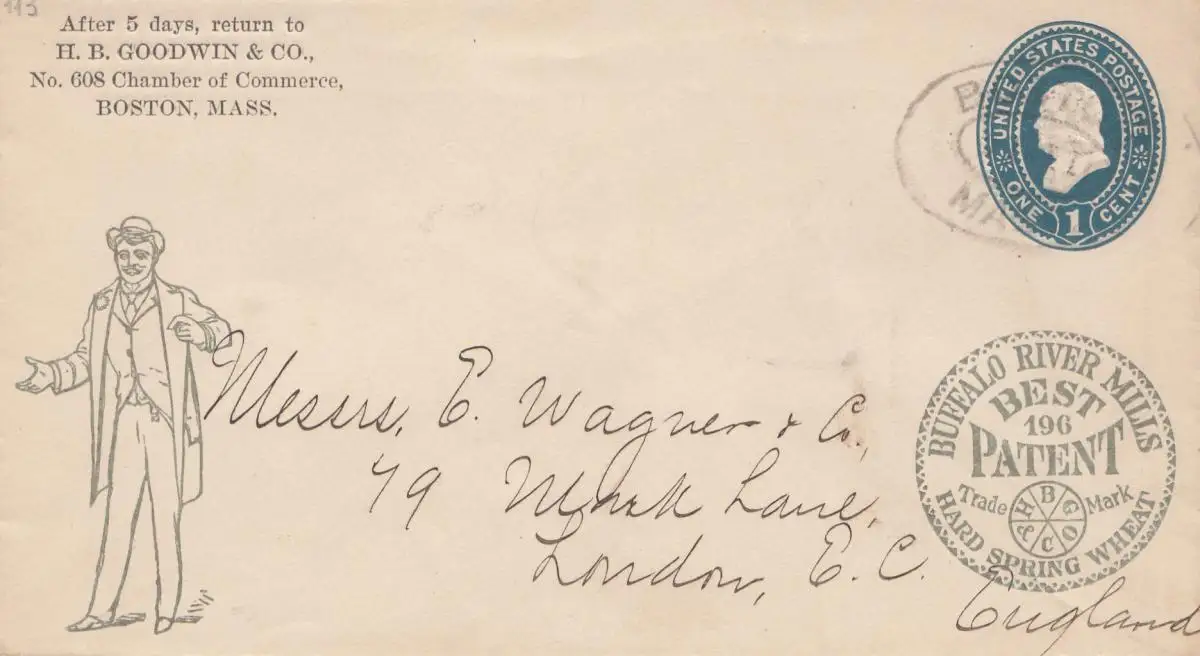 113
After 5 days, return to
H. B. GOODWIN & CO.,
No. 608 Chamber of Commerce,
BOSTON, MASS.
UNITED STATES POSTAGE
ONE 1 CENT
Messrs. E. Wagner & Co.,
79 Mark Lane,
London, E. C.
England
BUFFALO RIVER MILLS
BEST
196
PATENT
Trade Mark
H B G & C O
HARD SPRING WHEAT